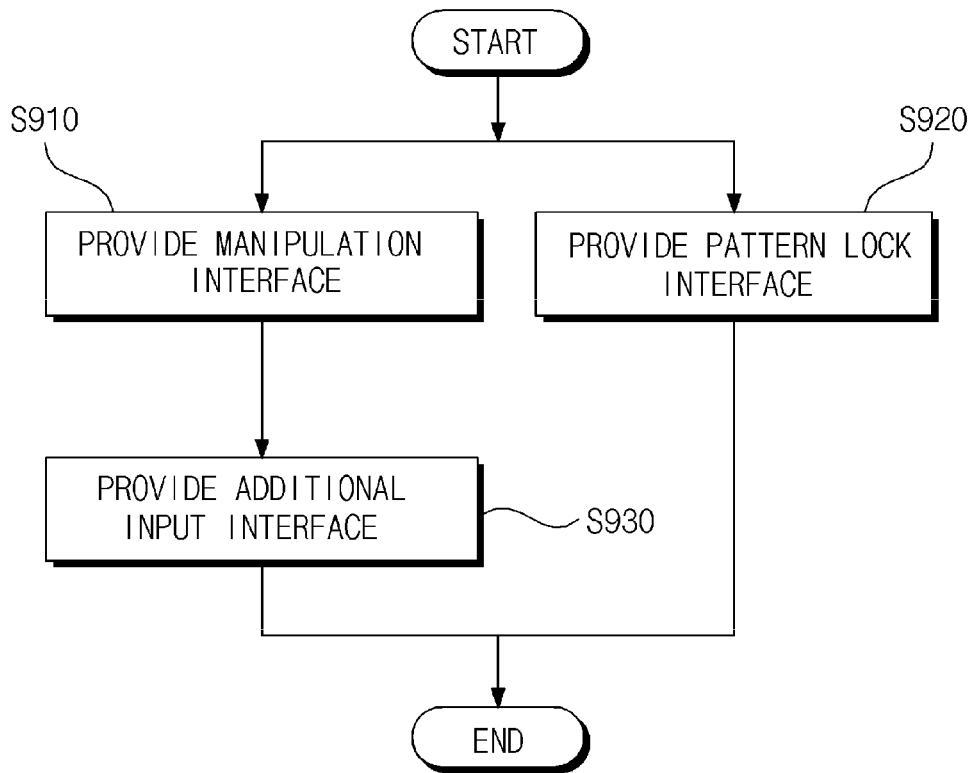 START
S910
S920
PROVIDE MANIPULATION
INTERFACE
PROVIDE PATTERN LOCK
INTERFACE
PROVIDE ADDITIONAL
INPUT INTERFACE
S930
END